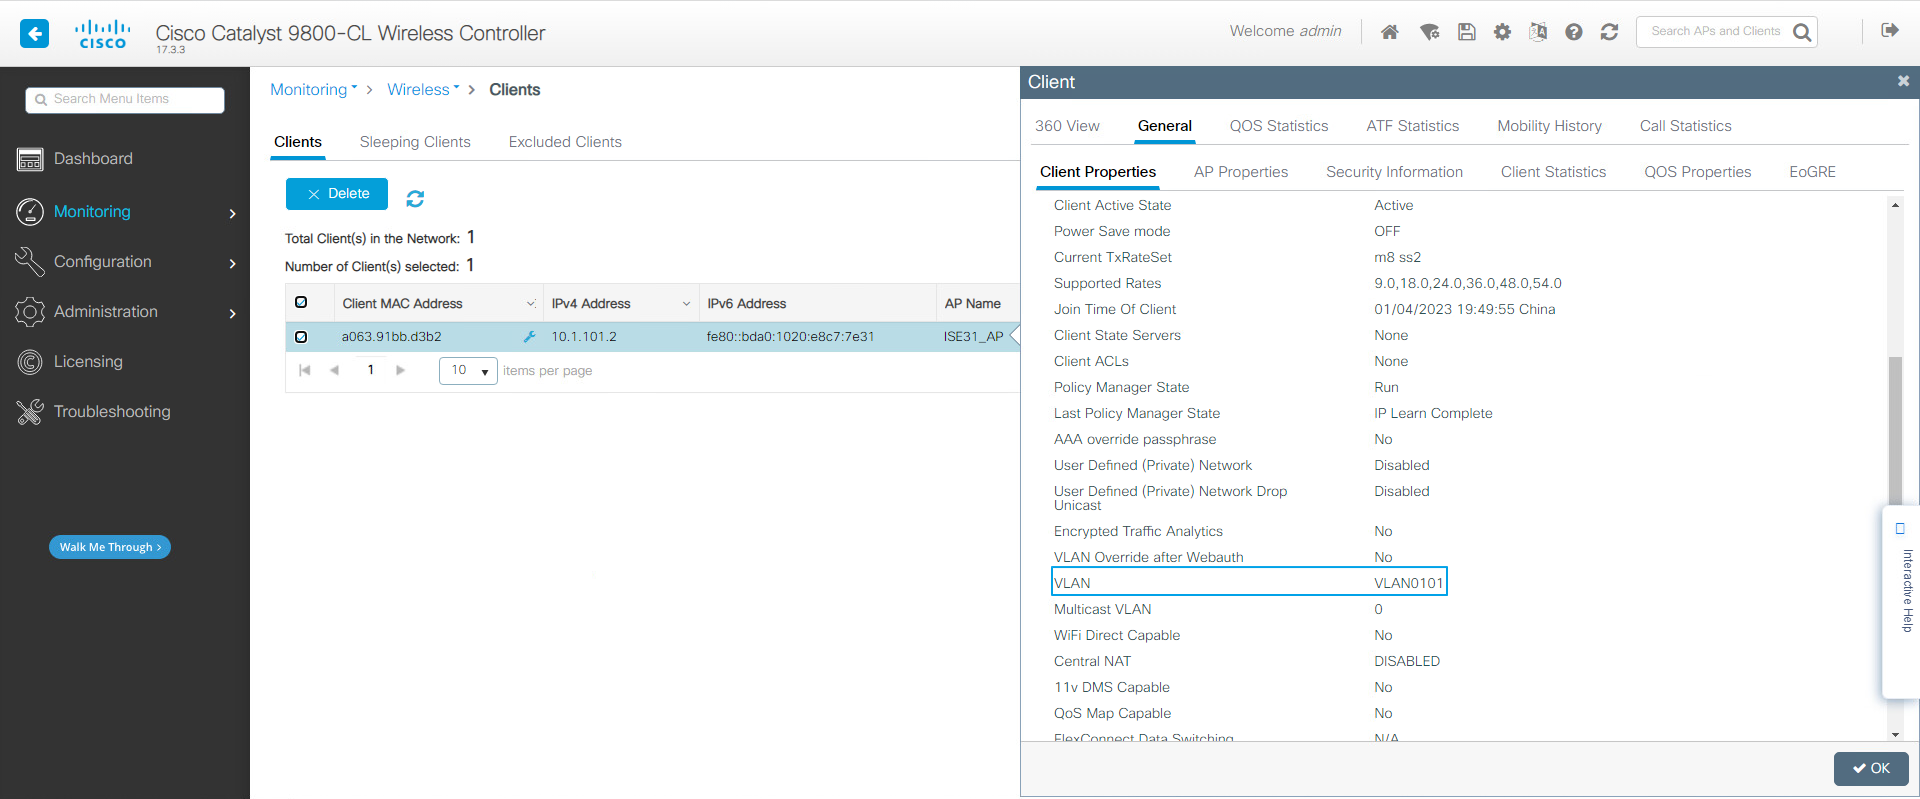 CISCO
Cisco Catalyst 9800-CL Wireless Controller
17.3.3
Welcome admin
Search APs and Clients
Search Menu Items
Dashboard
Monitoring
Configuration
Administration
Licensing
Troubleshooting
Walk Me Through >
Monitoring > Wireless > Clients
Clients Sleeping Clients Excluded Clients
Delete
Total Client(s) in the Network: 1
Number of Client(s) selected: 1
Client MAC Address IPv4 Address IPv6 Address AP Name
a063.91bb.d3b2 10.1.101.2 fe80::bda0:1020:e8c7:7e31 ISE31_AP
1 10 items per page
Client
360 View General QOS Statistics ATF Statistics Mobility History Call Statistics
Client Properties AP Properties Security Information Client Statistics QOS Properties EoGRE
Client Active State Active
Power Save mode OFF
Current TxRateSet m8 ss2
Supported Rates 9.0,18.0,24.0,36.0,48.0,54.0
Join Time Of Client 01/04/2023 19:49:55 China
Client State Servers None
Client ACLs None
Policy Manager State Run
Last Policy Manager State IP Learn Complete
AAA override passphrase No
User Defined (Private) Network Disabled
User Defined (Private) Network Drop Disabled
Unicast
Encrypted Traffic Analytics No
VLAN Override after Webauth No
VLAN VLAN0101
Multicast VLAN 0
WiFi Direct Capable No
Central NAT DISABLED
11v DMS Capable No
QoS Map Capable No
FlexConnect Data Switching N/A
Interactive Help
OK